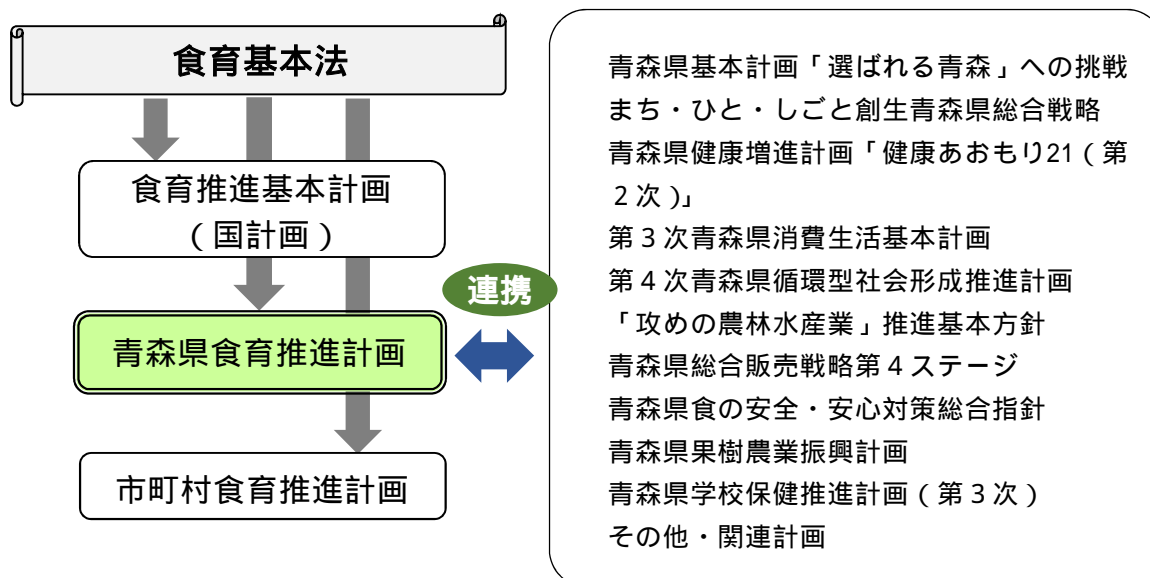 食育基本法
食育推進基本計画
（国計画）
連携
青森県食育推進計画
市町村食育推進計画
青森県基本計画「選ばれる青森」への挑戦
まち・ひと・しごと創生青森県総合戦略
青森県健康増進計画「健康あおもり21（第
２次）」
第３次青森県消費生活基本計画
第４次青森県循環型社会形成推進計画
「攻めの農林水産業」推進基本方針
青森県総合販売戦略第４ステージ
青森県食の安全・安心対策総合指針
青森県果樹農業振興計画
青森県学校保健推進計画（第３次）
その他・関連計画